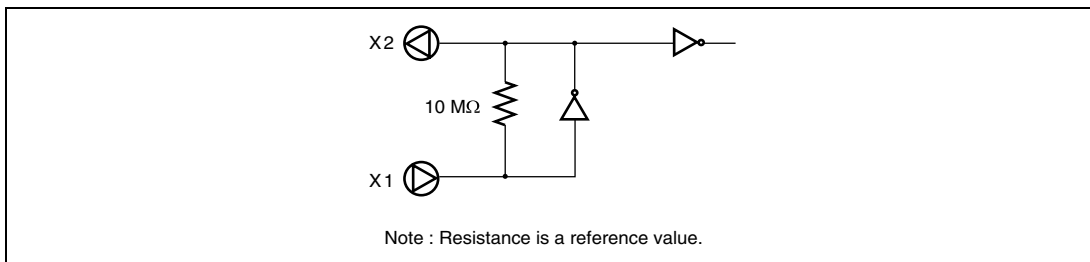 X2
10 MΩ
X1
Note : Resistance is a reference value.